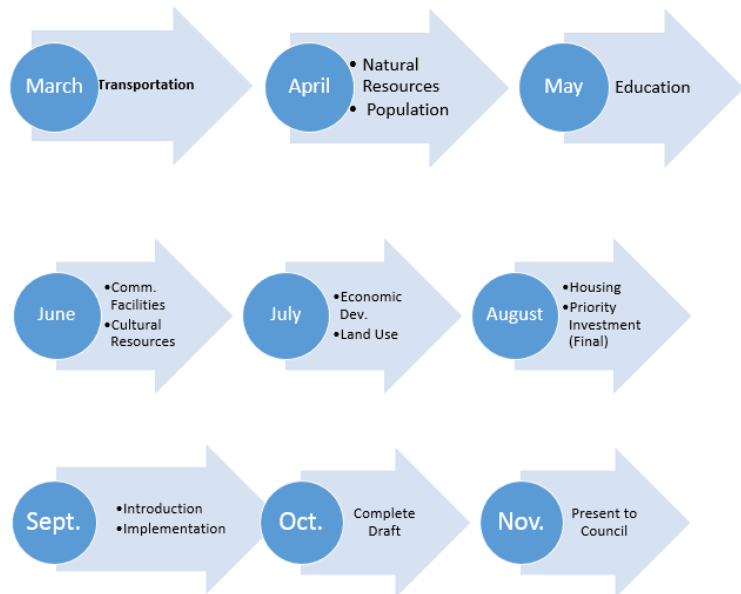 March
Transportation
April
• Natural
Resources
• Population
May
Education
June
•Comm.
Facilities
•Cultural
Resources
July
•Economic
Dev.
•Land Use
August
•Housing
•Priority
Investment
(Final)
Sept.
•Introduction
•Implementation
Oct.
Complete
Draft
Nov.
Present to
Council